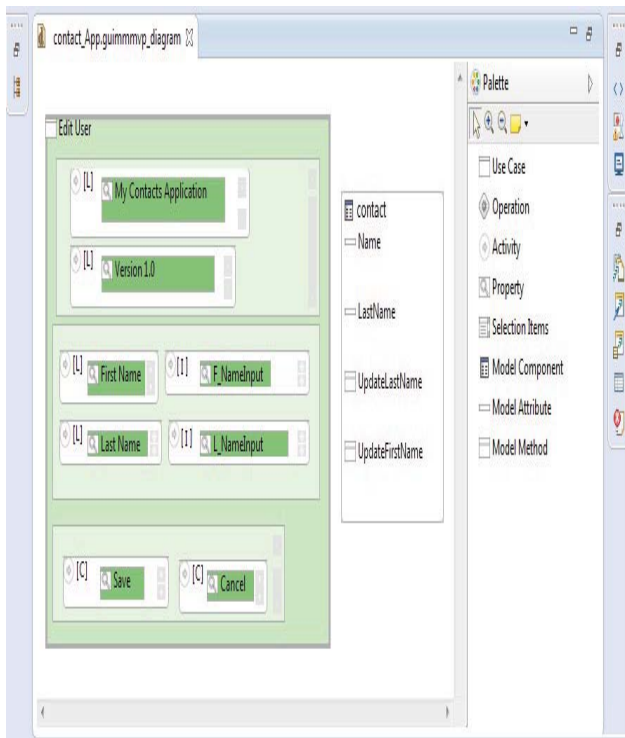 contact_App.guimmmvp_diagram
Edit User
[L] My Contacts Application
[L] Version 1.0
[L] First Name [I] F_NameInput
[L] Last Name [I] L_NameInput
[C] Save [C] Cancel
contact
Name
LastName
UpdateLastName
UpdateFirstName
Palette
Use Case
Operation
Activity
Property
Selection Items
Model Component
Model Attribute
Model Method